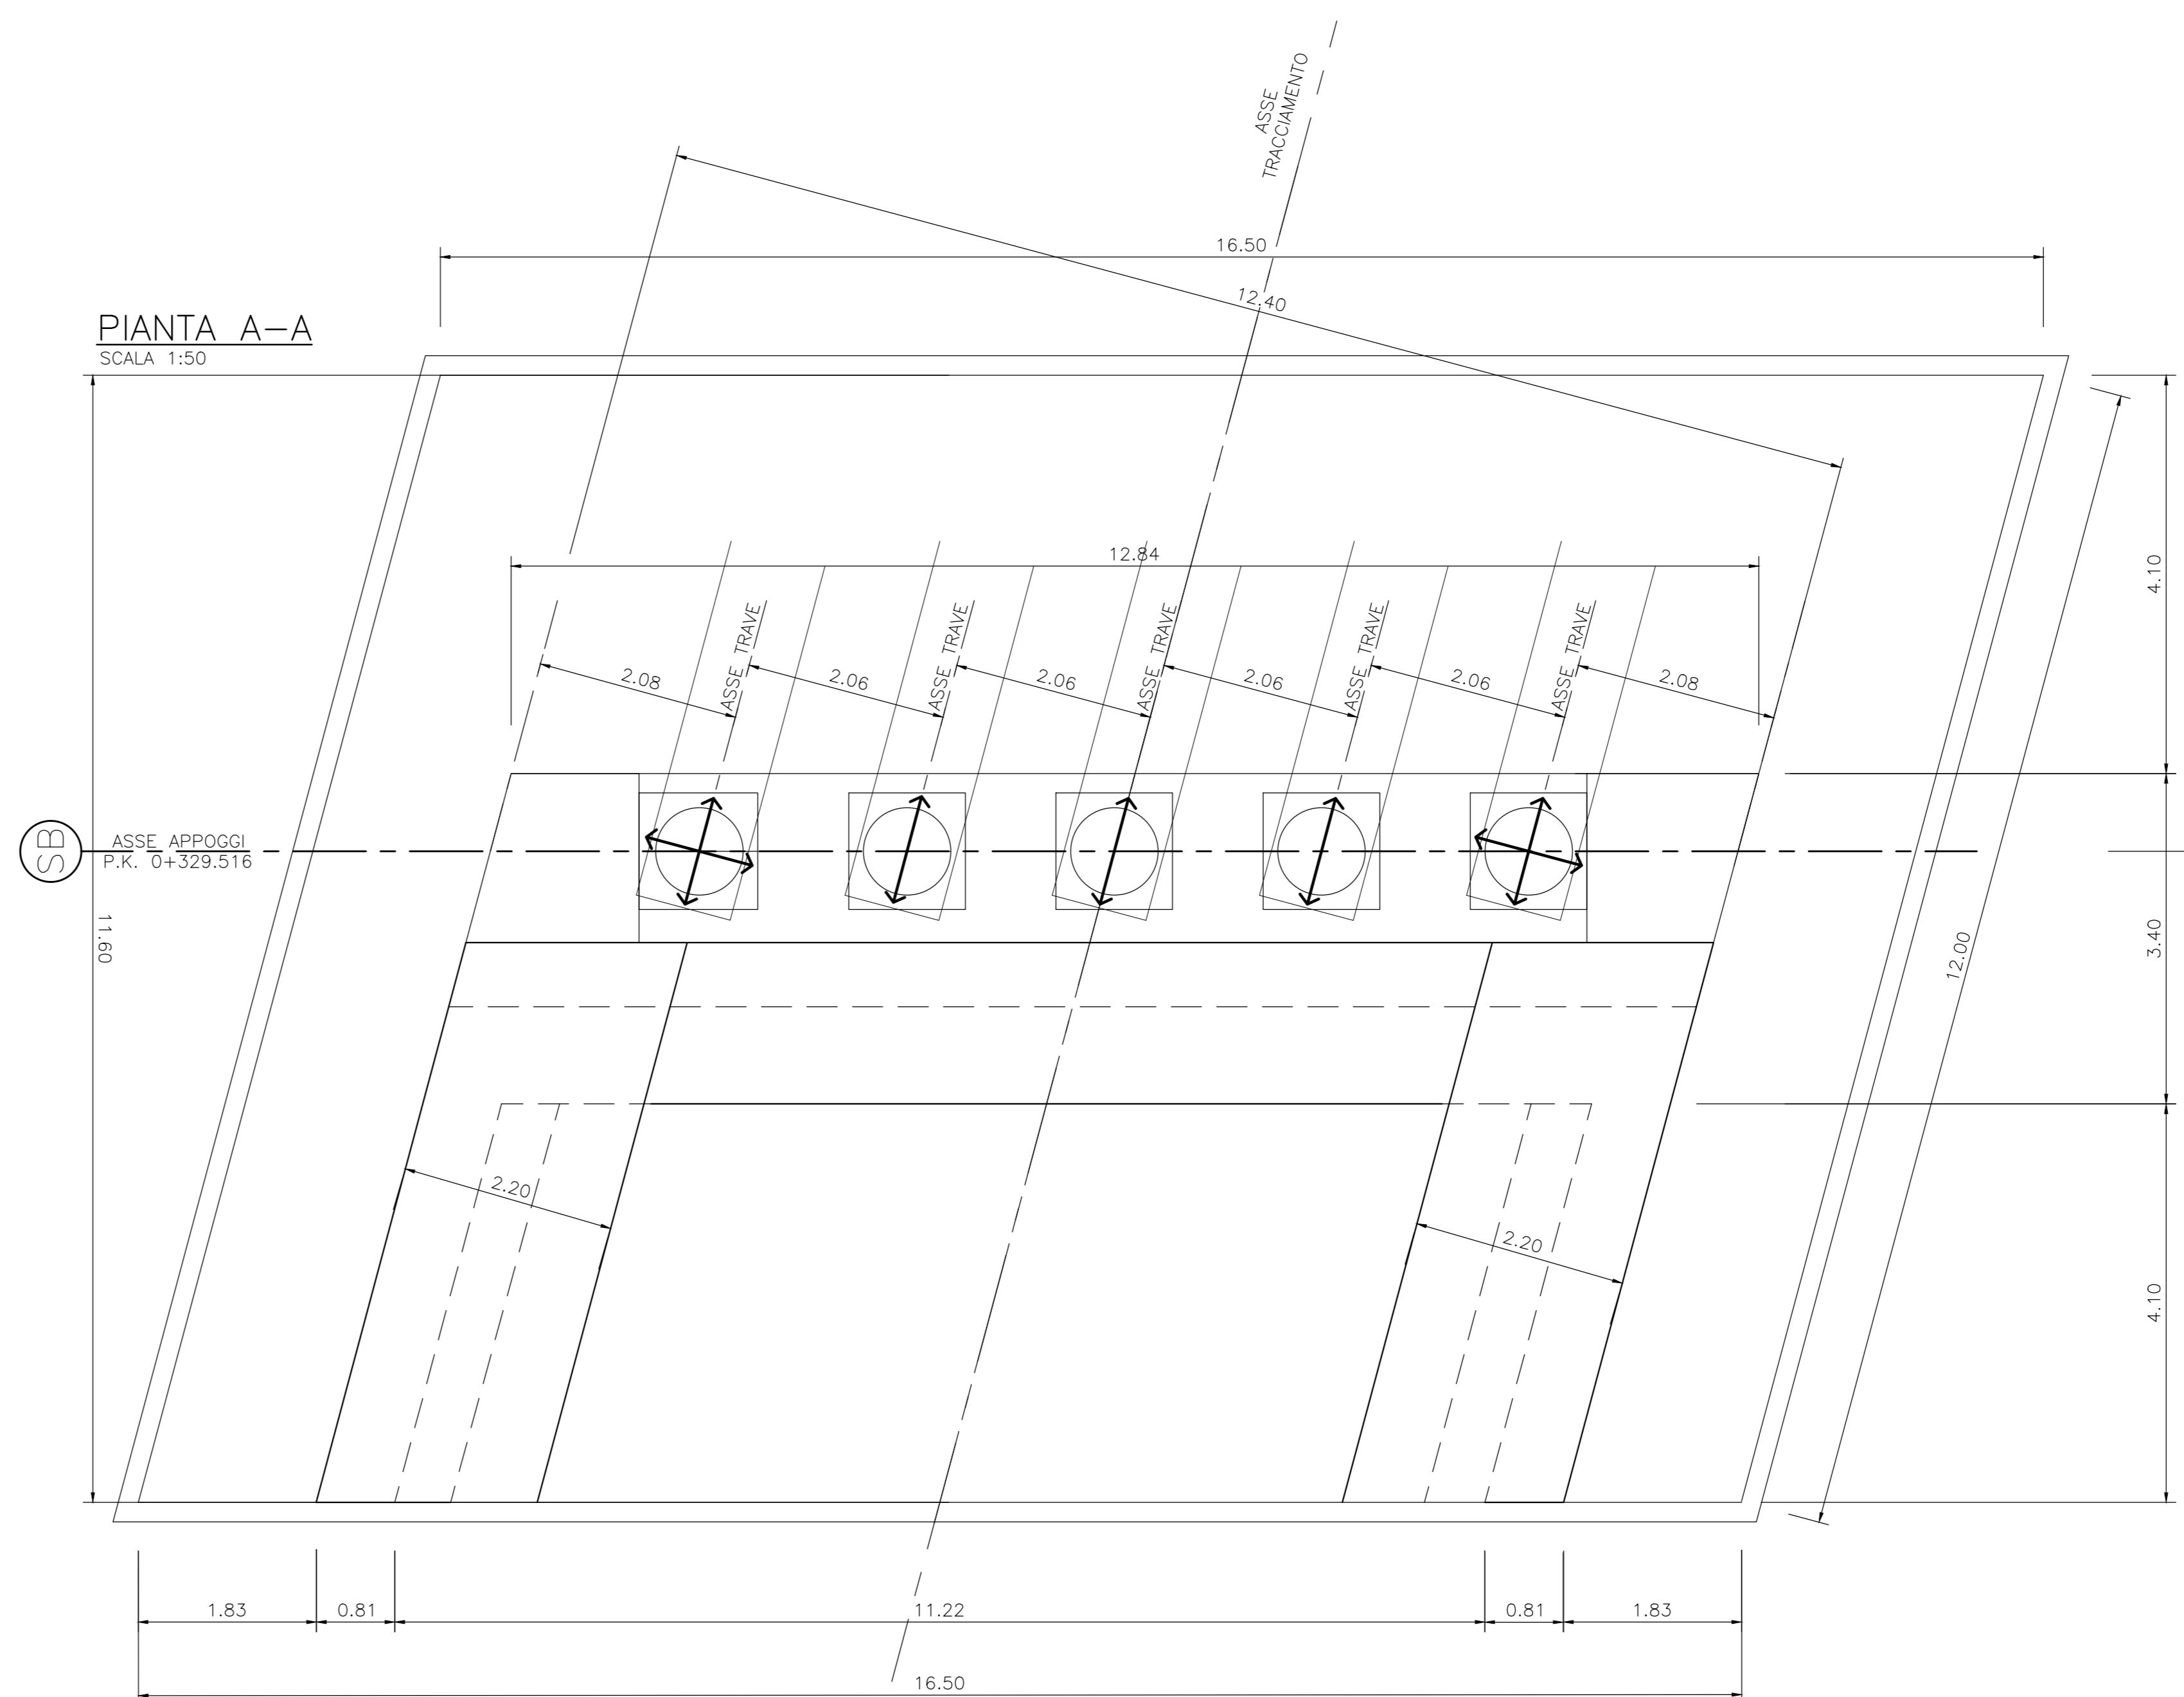 ASSE
TRACCIAMENTO
16.50
12.40
PIANTA A-A
SCALA 1:50
12.84
4.10
ASSE TRAVE
ASSE TRAVE
ASSE TRAVE
ASSE TRAVE
ASSE TRAVE
2.08
2.06
2.06
2.06
2.06
2.08
SB
ASSE APPOGGI
P.K. 0+329.516
11.60
12.00
3.40
2.20
2.20
4.10
1.83
0.81
11.22
0.81
1.83
16.50